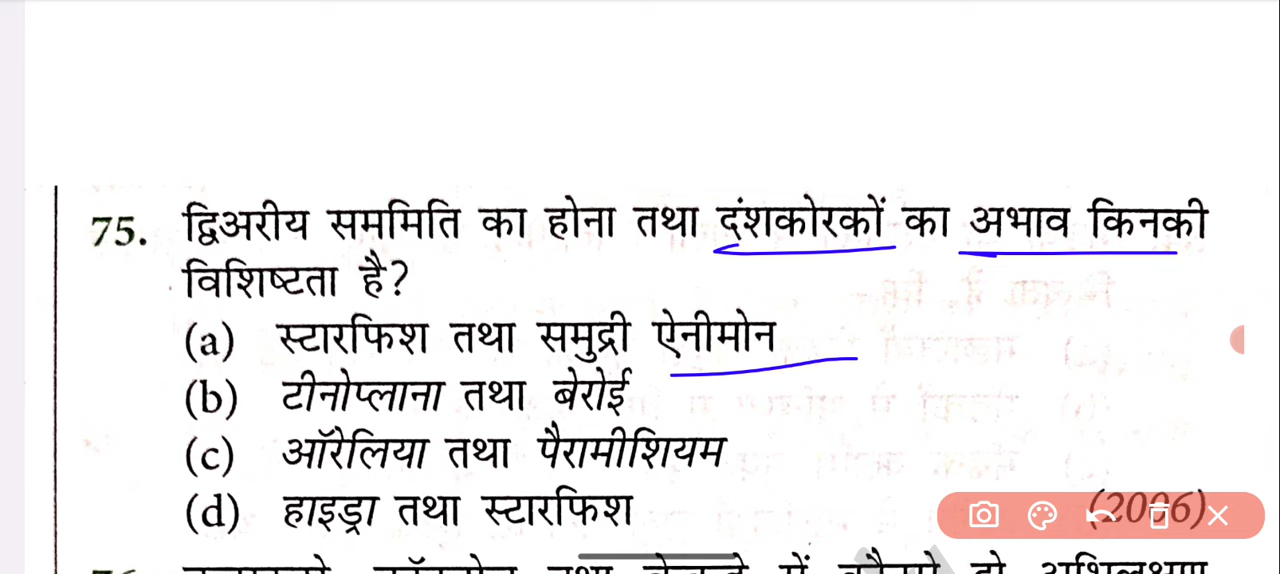 75. द्विअरीय सममिति का होना तथा दंशकोरकों का अभाव किनकी
विशिष्टता है?
(a) स्टारफिश तथा समुद्री ऐनीमोन
(b) टीनोप्लाना तथा बेरोई
(c) ऑरेलिया तथा पैरामीशियम
(d) हाइड्रा तथा स्टारफिश (2006)